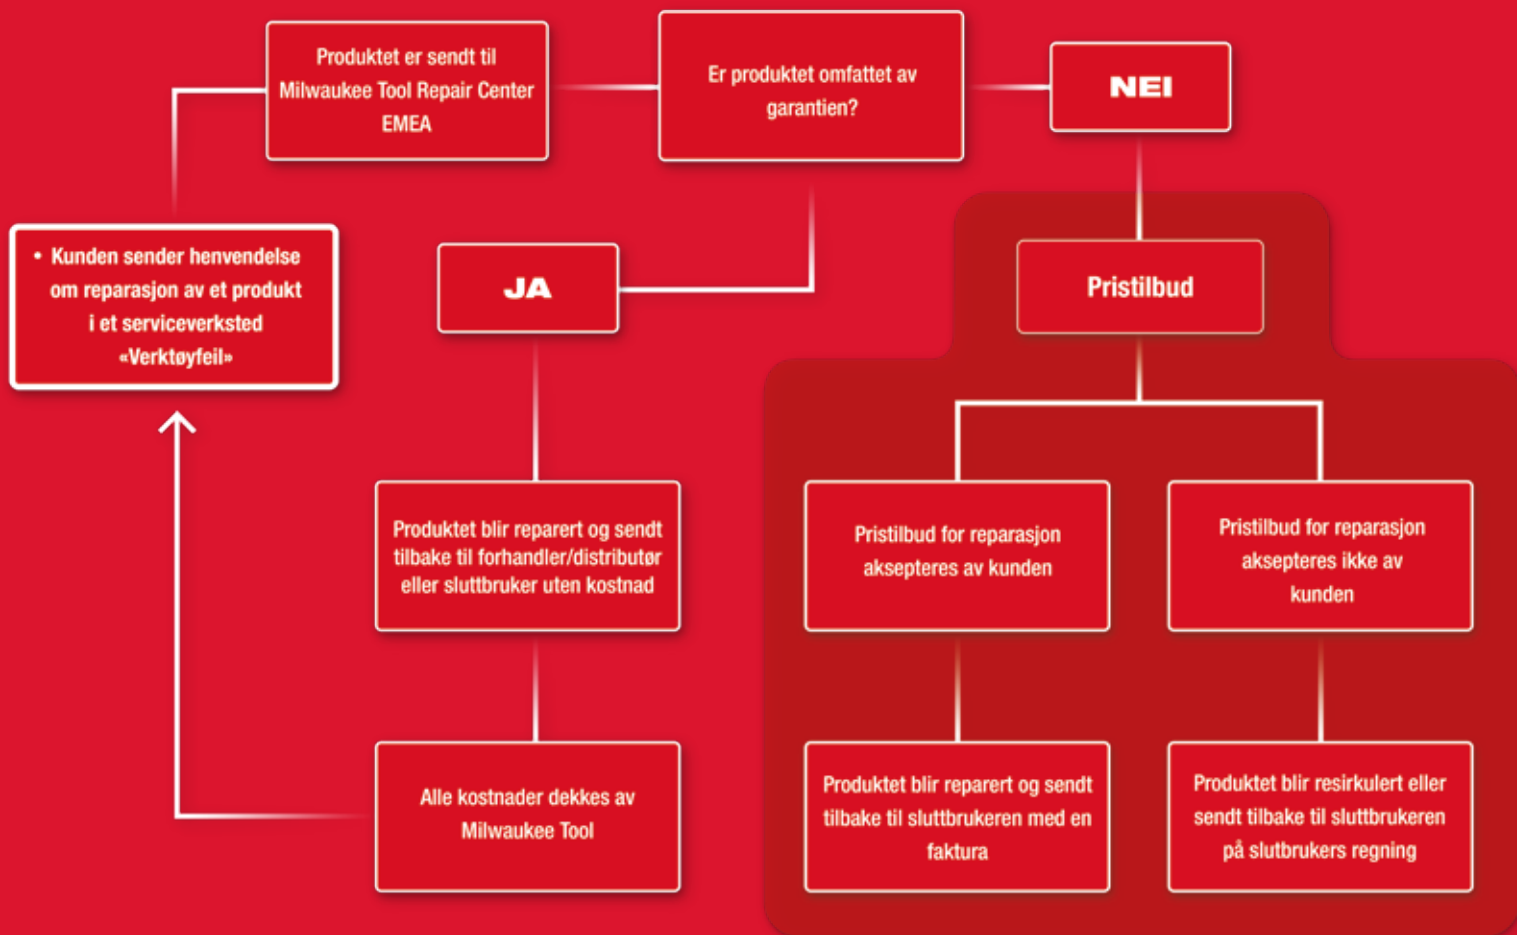 Produktet er sendt til
Milwaukee Tool Repair Center
EMEA
Er produktet omfattet av
garantien?
NEI
• Kunden sender henvendelse
om reparasjon av et produkt
i et serviceverksted
«Verktøyfeil»
JA
Pristilbud
Produktet blir reparert og sendt
tilbake til forhandler/distributør
eller sluttbruker uten kostnad
Pristilbud for reparasjon
aksepteres av kunden
Pristilbud for reparasjon
aksepteres ikke av
kunden
Alle kostnader dekkes av
Milwaukee Tool
Produktet blir reparert og sendt
tilbake til sluttbrukeren med en
faktura
Produktet blir resirkulert eller
sendt tilbake til sluttbrukeren
på slutbrukers regning